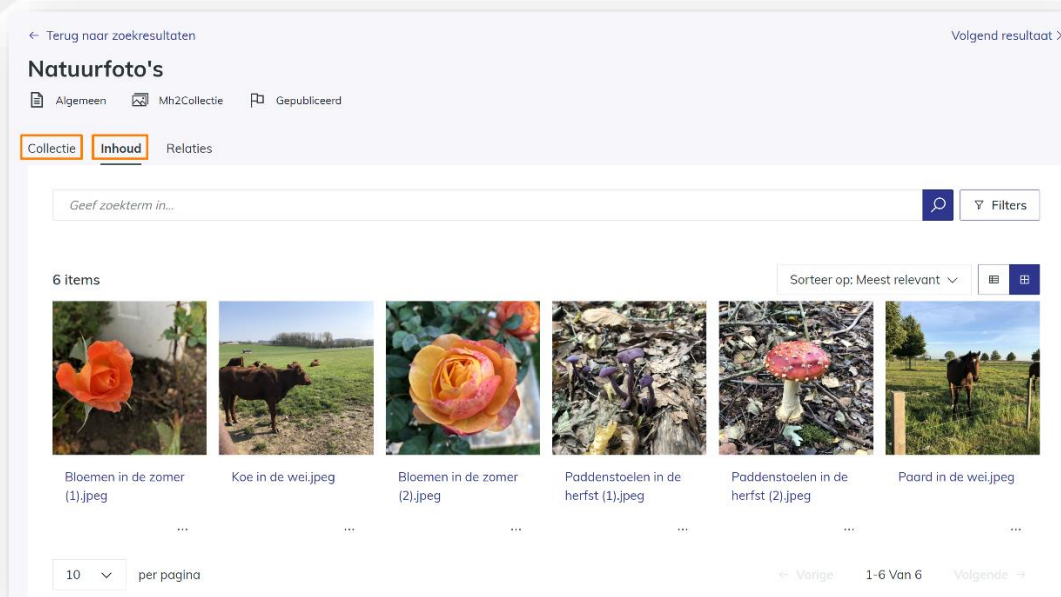 ← Terug naar zoekresultaten
Volgend resultaat
Natuurfoto's
Algemeen Mh2Collectie Gepubliceerd
Collectie Inhoud Relaties
Geef zoekterm in...
Filters
6 items
Sorteer op: Meest relevant
Bloemen in de zomer
(1).jpeg
Koe in de wei.jpeg
Bloemen in de zomer
(2).jpeg
Paddenstoelen in de
herfst (1).jpeg
Paddenstoelen in de
herfst (2).jpeg
Paard in de wei.jpeg
... ... ... ... ... ...
10 per pagina
← Vorige 1-6 Van 6 Volgende →